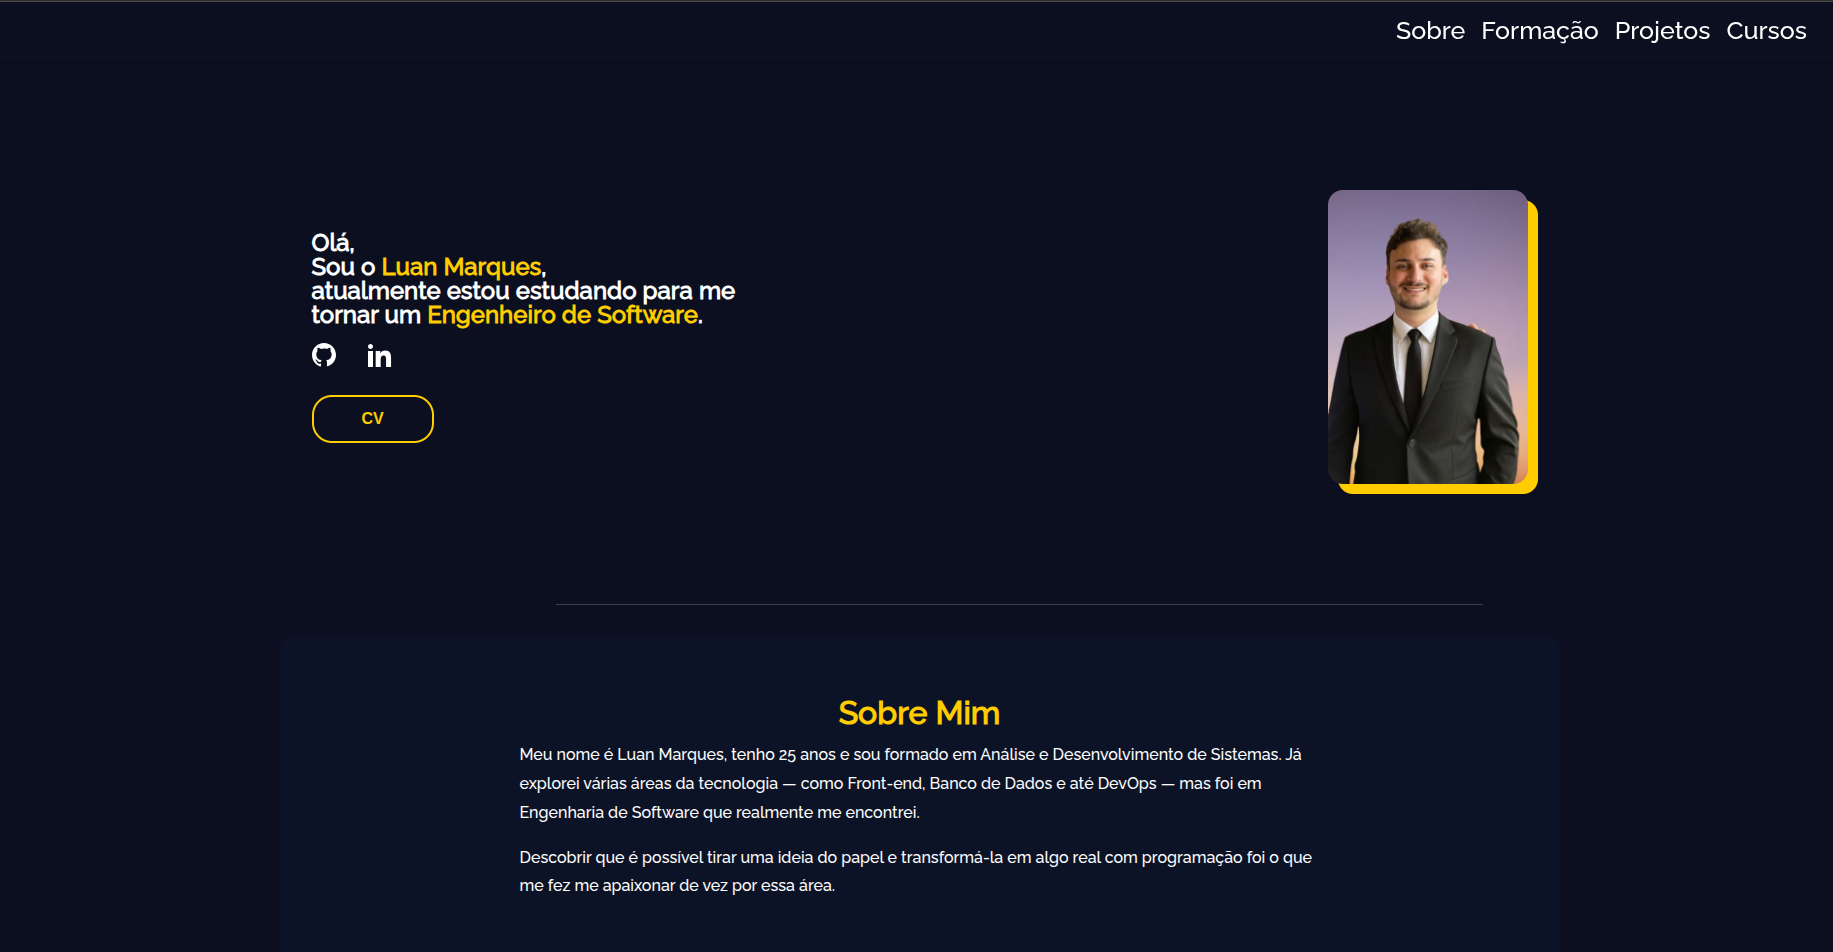 Sobre Formação Projetos Cursos
Olá,
Sou o Luan Marques,
atualmente estou estudando para me
tornar um Engenheiro de Software.
in
CV
Sobre Mim
Meu nome é Luan Marques, tenho 25 anos e sou formado em Análise e Desenvolvimento de Sistemas. Já
explorei várias áreas da tecnologia — como Front-end, Banco de Dados e até DevOps — mas foi em
Engenharia de Software que realmente me encontrei.
Descobrir que é possível tirar uma ideia do papel e transformá-la em algo real com programação foi o que
me fez me apaixonar de vez por essa área.